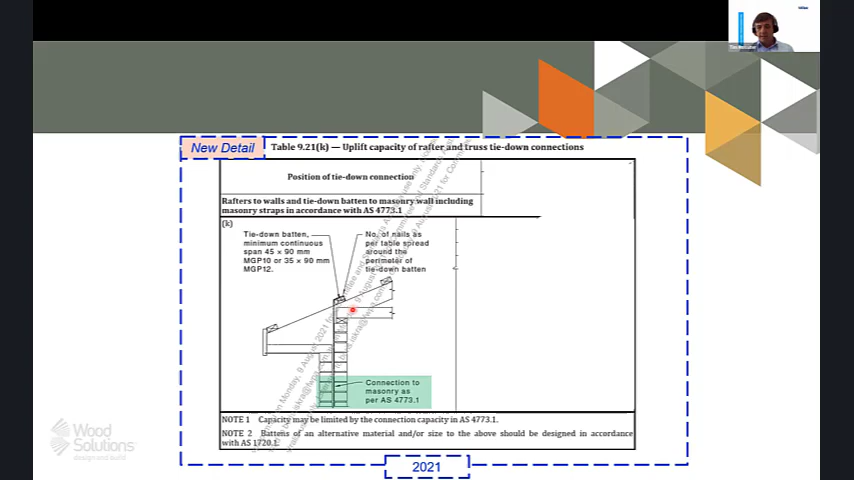 New Detail
Table 9.21(k) — Uplift capacity of rafter and truss tie-down connections
Position of tie-down connection
Rafters to walls and tie-down batten to masonry wall including
masonry straps in accordance with AS 4773.1
(k)
Tie-down batten,
minimum continuous
span 45 × 90 mm
MGP10 or 35 × 90 mm
MGP12.
No. of nails as
per table spread
around the
perimeter of
tie-down batten
Connection to
masonry as
per AS 4773.1
NOTE 1 Capacity may be limited by the connection capacity in AS 4773.1.
NOTE 2 Battens of an alternative material and/or size to the above should be designed in accordance
with AS 1720.1.
Wood
Solutions
design and build
2021